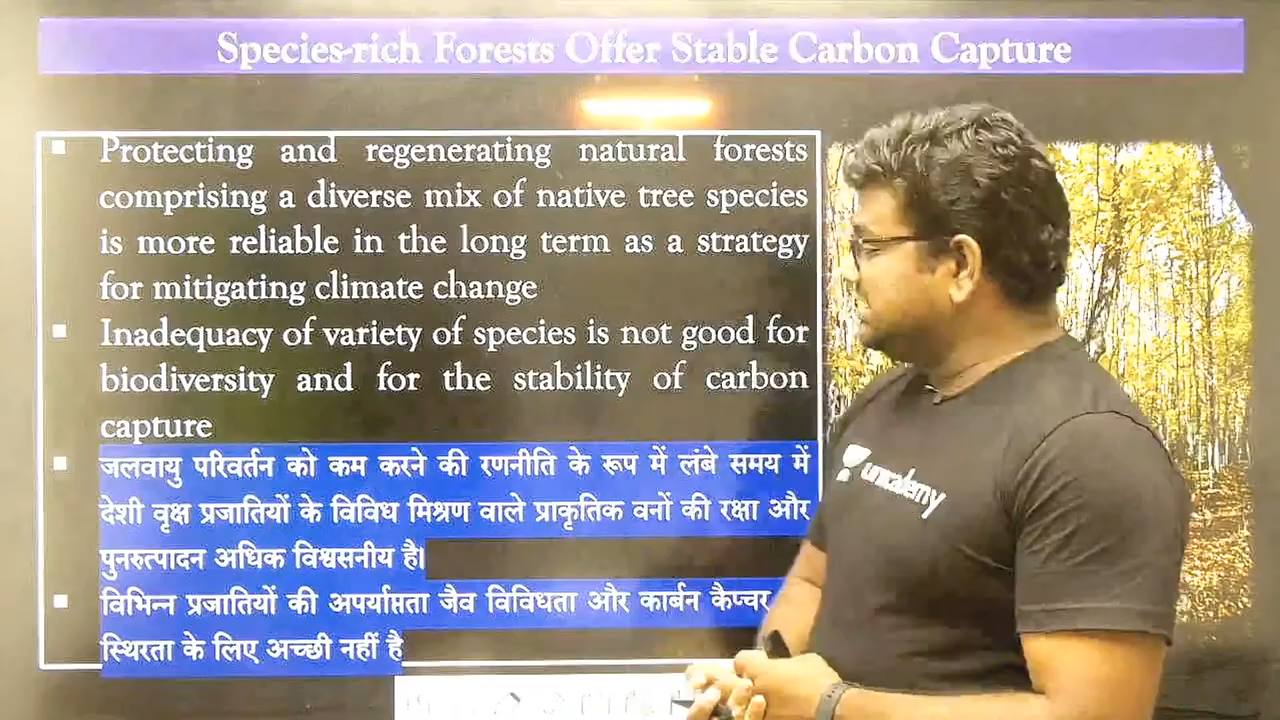 Species-rich Forests Offer Stable Carbon Capture
▪ Protecting and regenerating natural forests
comprising a diverse mix of native tree species
is more reliable in the long term as a strategy
for mitigating climate change
▪ Inadequacy of variety of species is not good for
biodiversity and for the stability of carbon
capture
▪ जलवायु परिवर्तन को कम करने की रणनीति के रूप में लंबे समय में
देशी वृक्ष प्रजातियों के विविध मिश्रण वाले प्राकृतिक वनों की रक्षा और
पुनरुत्पादन अधिक विश्वसनीय है।
▪ विभिन्न प्रजातियों की अपर्याप्तता जैव विविधता और कार्बन कैप्चर
स्थिरता के लिए अच्छी नहीं है
unacademy